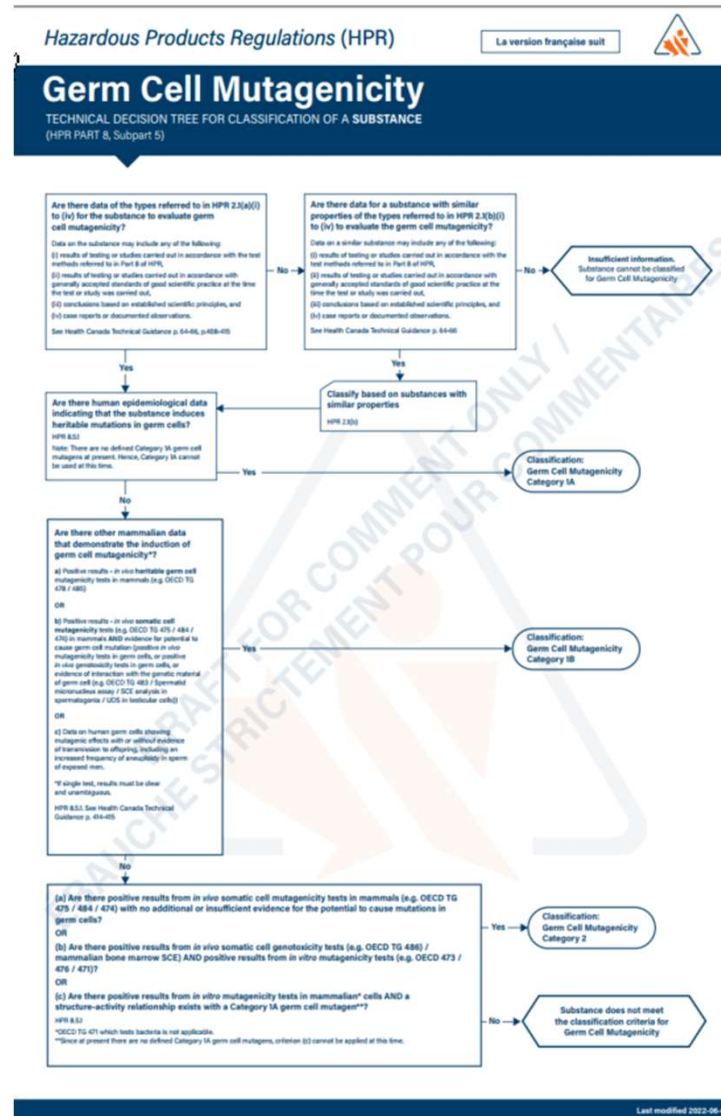 Hazardous Products Regulations (HPR)
La version française suit
Germ Cell Mutagenicity
TECHNICAL DECISION TREE FOR CLASSIFICATION OF A SUBSTANCE
(HPR PART 8, Subpart 5)
Are there data of the types referred to in HPR 2.1(a)(i)
to (iv) for the substance to evaluate germ
cell mutagenicity?
Data on the substance may include any of the following:
(i) results of testing or studies carried out in accordance with the test
methods referred to in Part 8 of HPR,
(ii) results of testing or studies carried out in accordance with
generally accepted standards of good scientific practice at the time
the test or study was carried out,
(iii) conclusions based on established scientific principles, and
(iv) case reports or documented observations.
See Health Canada Technical Guidance p. 64-66, p.408-415
No
Are there data for a substance with similar
properties of the types referred to in HPR 2.1(b)(i)
to (iv) to evaluate the germ cell mutagenicity?
Data on a similar substance may include any of the following:
(i) results of testing or studies carried out in accordance with the
test methods referred to in Part 8 of HPR,
(ii) results of testing or studies carried out in accordance with
generally accepted standards of good scientific practice at the
time the test or study was carried out,
(iii) conclusions based on established scientific principles, and
(iv) case reports or documented observations.
See Health Canada Technical Guidance p. 64-66
No
Insufficient information.
Substance cannot be classified
for Germ Cell Mutagenicity
Yes
Yes
Classify based on substances with
similar properties
HPR 2.1(b)
Are there human epidemiological data
indicating that the substance induces
heritable mutations in germ cells?
HPR 8.5.1
Note: There are no defined Category 1A germ cell
mutagens at present. Hence, Category 1A cannot
be used at this time.
Yes
Classification:
Germ Cell Mutagenicity
Category 1A
No
Are there other mammalian data
that demonstrate the induction of
germ cell mutagenicity*?
a) Positive results - in vivo heritable germ cell
mutagenicity tests in mammals (e.g. OECD TG
478 / 485)
OR
b) Positive results - in vivo somatic cell
mutagenicity tests (e.g. OECD TG 475 / 484 /
474) in mammals AND evidence for potential to
cause germ cell mutation (positive in vivo
mutagenicity tests in germ cells, or positive
in vivo genotoxicity tests in germ cells, or
evidence of interaction with the genetic material
of germ cell (e.g. OECD TG 483 / Spermatid
micronucleus assay / SCE analysis in
spermatogonia / UDS in testicular cells))
OR
c) Data on human germ cells showing
mutagenic effects with or without evidence
of transmission to offspring, including an
increased frequency of aneuploidy in sperm
of exposed men.
*If single test, results must be clear
and unambiguous.
HPR 8.5.1. See Health Canada Technical
Guidance p. 414-415
Yes
Classification:
Germ Cell Mutagenicity
Category 1B
No
(a) Are there positive results from in vivo somatic cell mutagenicity tests in mammals (e.g. OECD TG
475 / 484 / 474) with no additional or insufficient evidence for the potential to cause mutations in
germ cells?
OR
(b) Are there positive results from in vivo somatic cell genotoxicity tests (e.g. OECD TG 486) /
mammalian bone marrow SCE) AND positive results from in vitro mutagenicity tests (e.g. OECD 473 /
476 / 471)?
OR
(c) Are there positive results from in vitro mutagenicity tests in mammalian* cells AND a
structure-activity relationship exists with a Category 1A germ cell mutagen**?
HPR 8.5.1
*OECD TG 471 which tests bacteria is not applicable.
**Since at present there are no defined Category 1A germ cell mutagens, criterion (c) cannot be applied at this time.
Yes
Classification:
Germ Cell Mutagenicity
Category 2
No
Substance does not meet
the classification criteria for
Germ Cell Mutagenicity
DRAFT FOR COMMENT ONLY /
ÉBAUCHE STRICTEMENT POUR COMMENTAIRES
Last modified 2022-05-